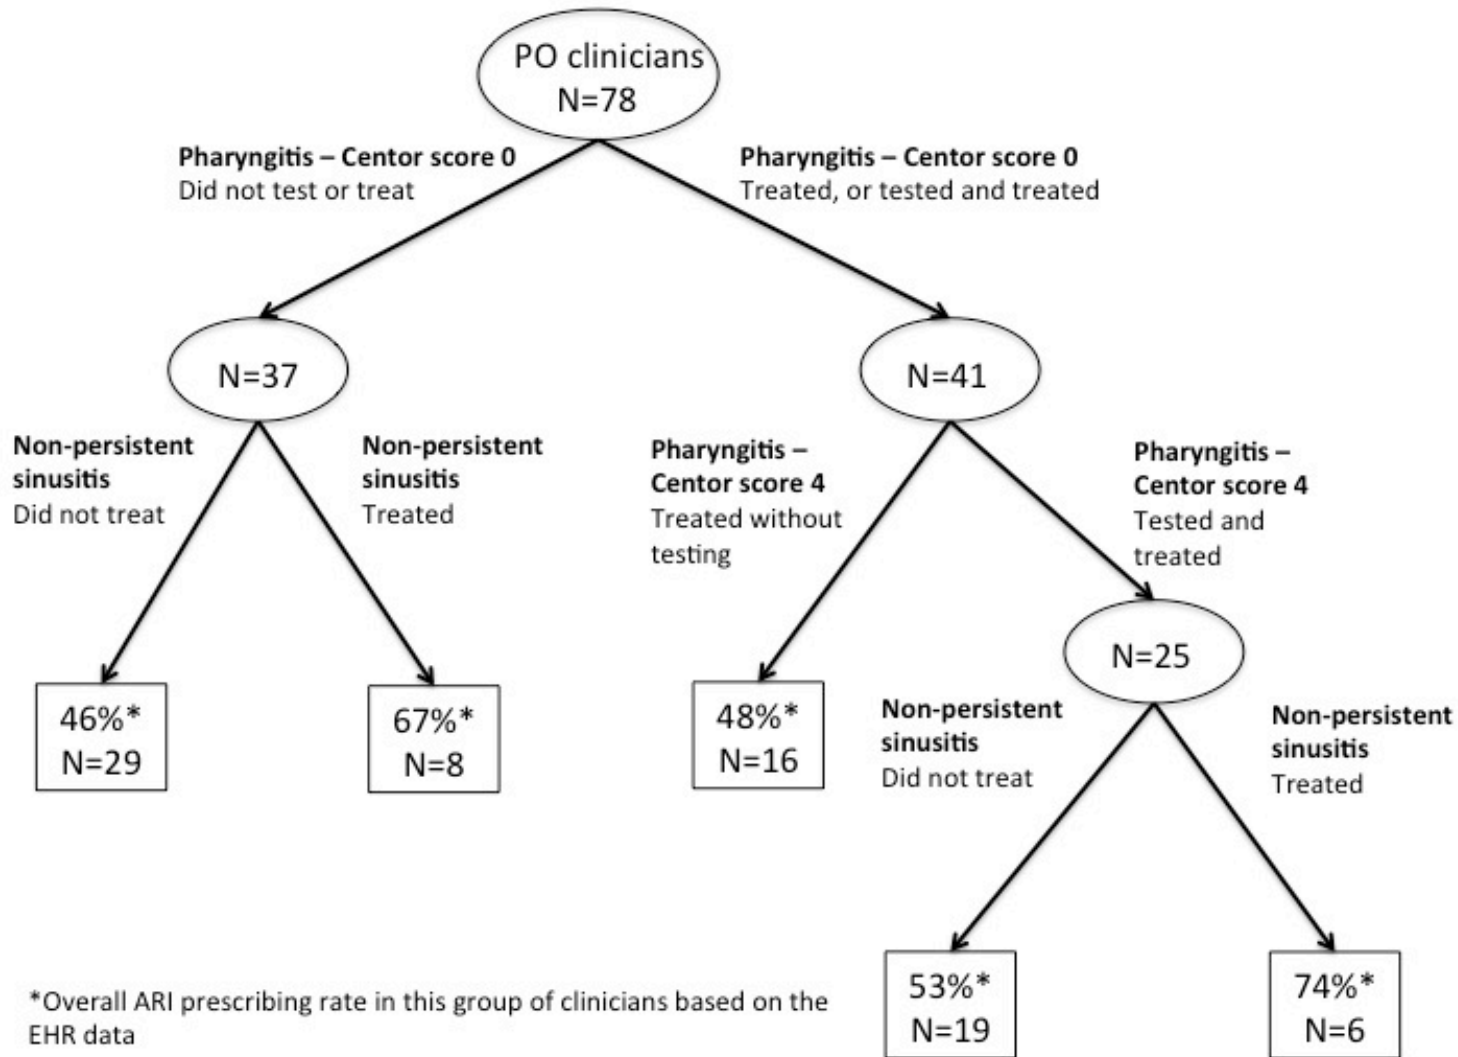 PO clinicians
N=78
Pharyngitis – Centor score 0
Did not test or treat
Pharyngitis – Centor score 0
Treated, or tested and treated
N=37
N=41
Non-persistent
sinusitis
Did not treat
Non-persistent
sinusitis
Treated
Pharyngitis –
Centor score 4
Treated without
testing
Pharyngitis –
Centor score 4
Tested and
treated
N=25
46%*
N=29
67%*
N=8
48%*
N=16
Non-persistent
sinusitis
Did not treat
Non-persistent
sinusitis
Treated
53%*
N=19
74%*
N=6
*Overall ARI prescribing rate in this group of clinicians based on the
EHR data